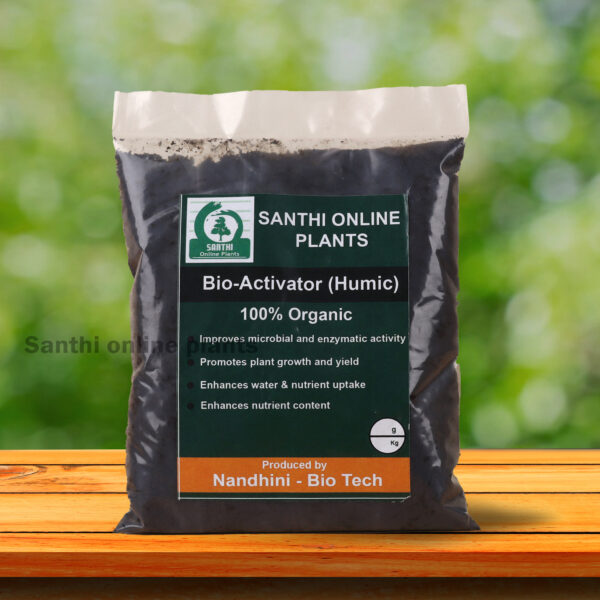 SANTHI
Online Plants
SANTHI ONLINE
PLANTS
Bio-Activator (Humic)
100% Organic
Improves microbial and enzymatic activity
Santhi online plants
Promotes plant growth and yield
Enhances water & nutrient uptake
Enhances nutrient content
g
Kg
Produced by
Nandhini - Bio Tech